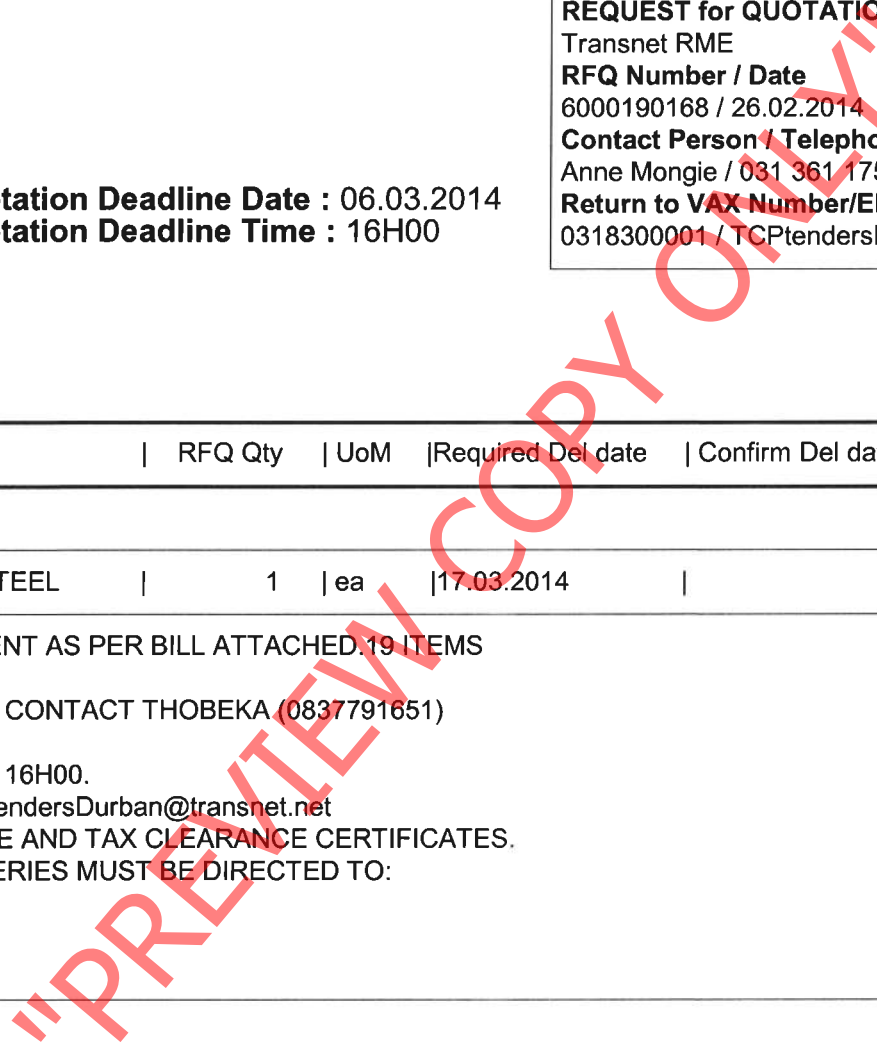 REQUEST for QUOTATIO
Transnet RME
RFQ Number / Date
6000190168 / 26.02.2014
Contact Person / Telepho
Anne Mongie / 031 361 175
Return to VAX Number/E
0318300001 / TCPtenders
tation Deadline Date : 06.03.2014
tation Deadline Time : 16H00
| RFQ Qty | UoM |Required Del date | Confirm Del da
TEEL | 1 | ea |17.03.2014 |
ENT AS PER BILL ATTACHED.19 ITEMS
CONTACT THOBEKA (0837791651)
16H00.
endersDurban@transnet.net
E AND TAX CLEARANCE CERTIFICATES.
ERIES MUST BE DIRECTED TO:
"PREVIEW COPY ONLY"